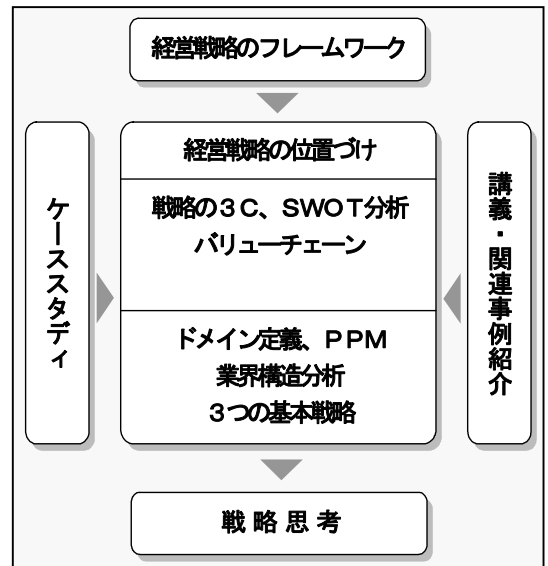 経営戦略のフレームワーク
経営戦略の位置づけ
戦略の３Ｃ、ＳＷＯＴ分析
バリューチェーン
ドメイン定義、ＰＰＭ
業界構造分析
３つの基本戦略
ケーススタディ
講義・関連事例紹介
戦略思考